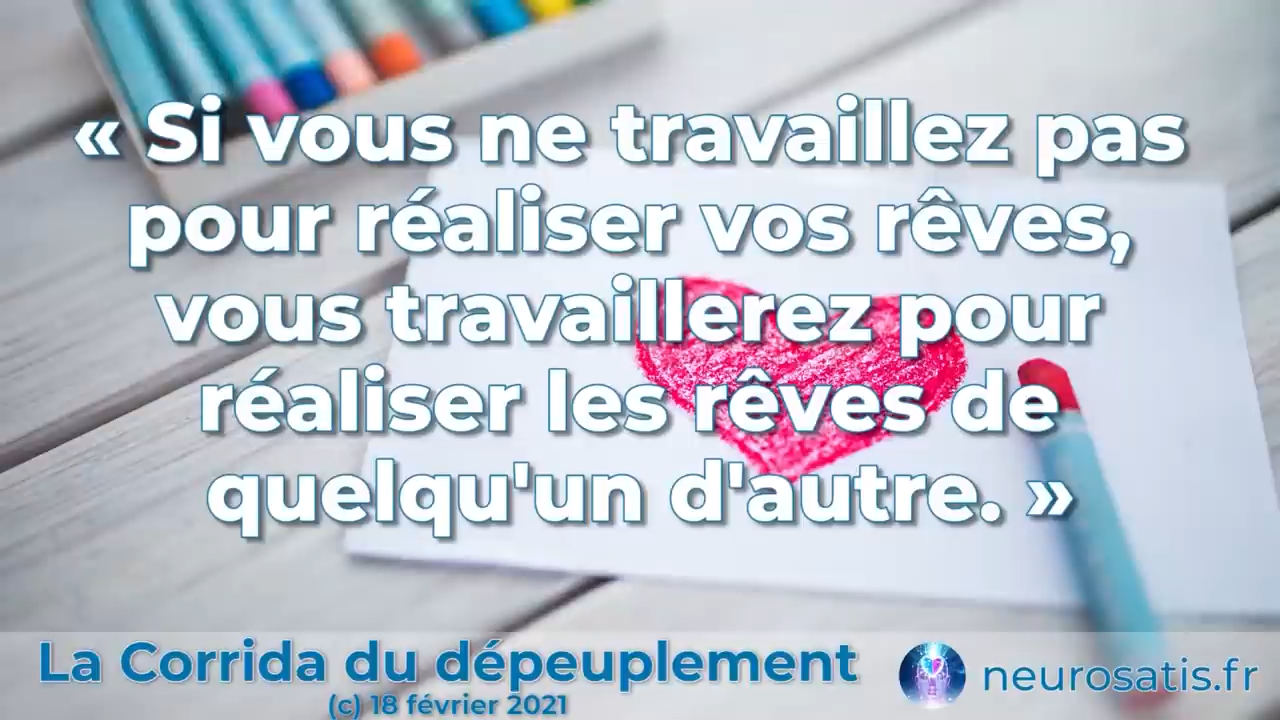 « Si vous ne travaillez pas
pour réaliser vos rêves,
vous travaillerez pour
réaliser les rêves de
quelqu'un d'autre. »
La Corrida du dépeuplement
(c) 18 février 2021
neurosatis.fr